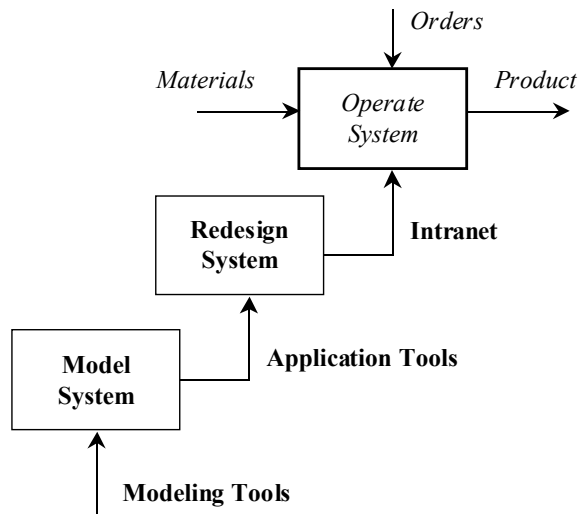 Orders
Materials
Operate
System
Product
Redesign
System
Intranet
Model
System
Application Tools
Modeling Tools